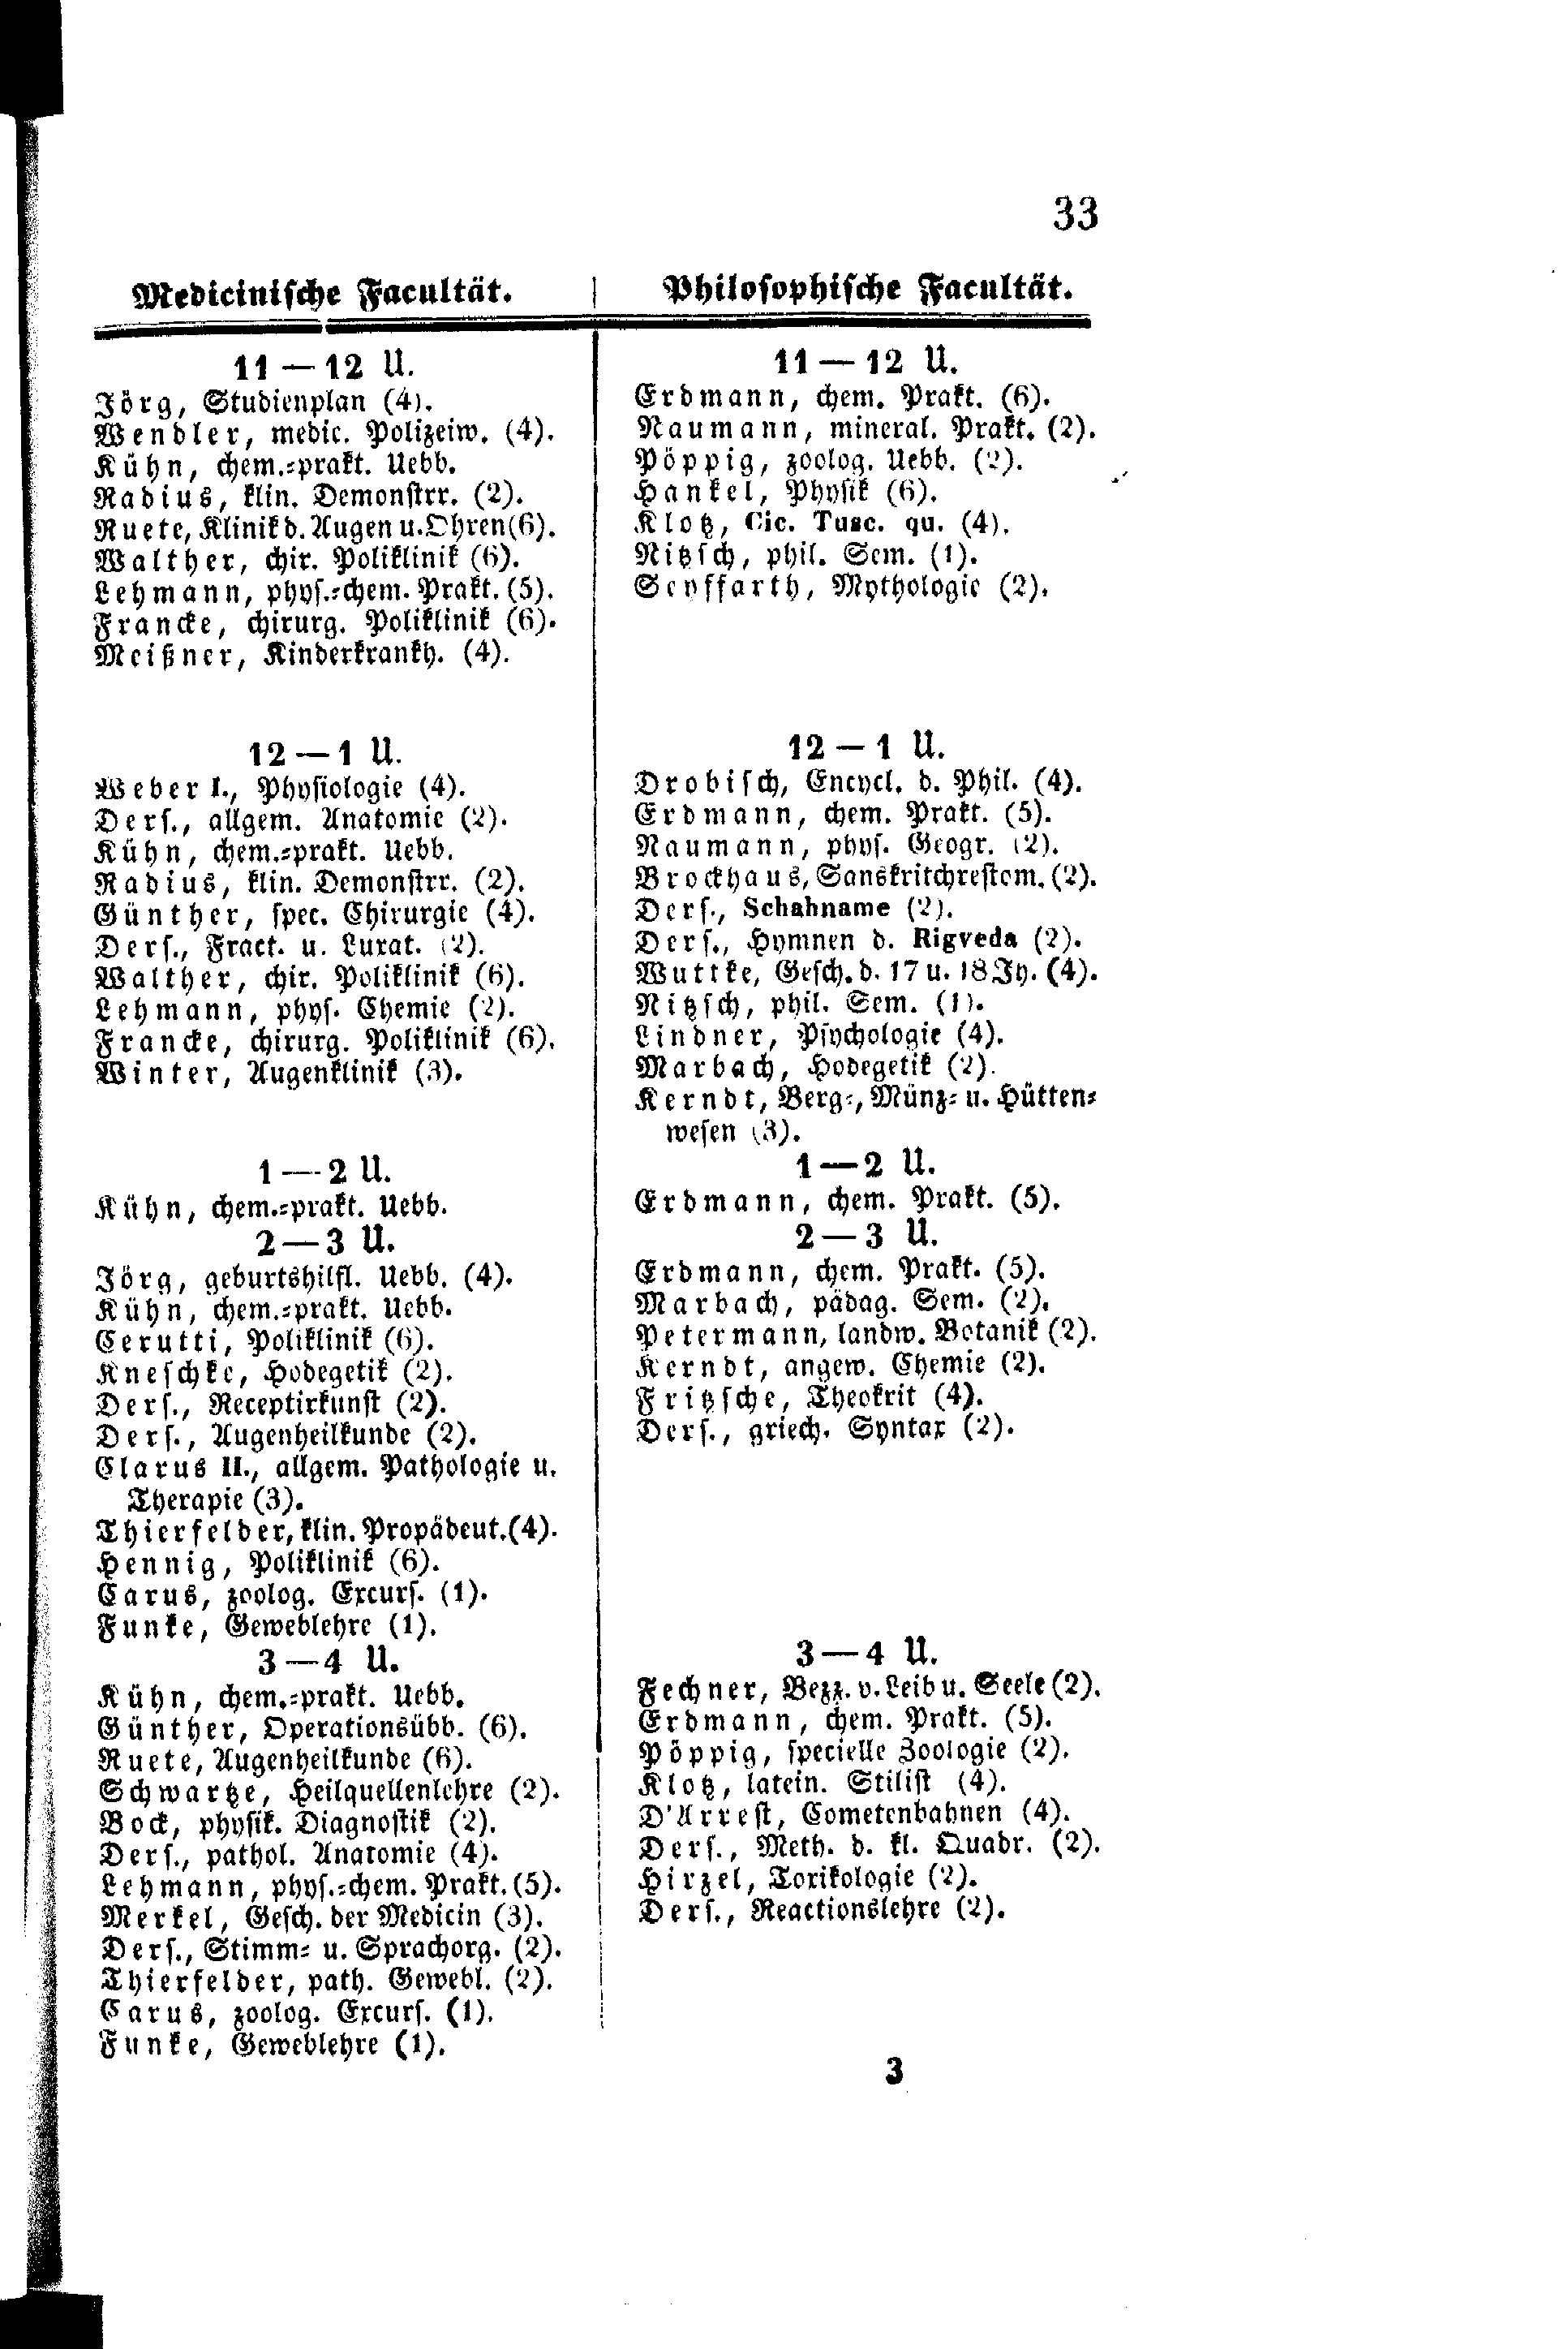 33
Medicinische Facultät.
11 — 12 U.
Jörg, Studienplan (4).
Wendler, medic. Polizeiw. (4).
Kühn, chem.-prakt. Uebb.
Radius, klin. Demonstrr. (2).
Ruete, Klinik d. Augen u. Ohren (6).
Walther, chir. Poliklinik (6).
Lehmann, phys.-chem. Prakt. (5).
Francke, chirurg. Poliklinik (6).
Meißner, Kinderkrankh. (4).
12 — 1 U.
Weber I., Physiologie (4).
Ders., allgem. Anatomie (2).
Kühn, chem.-prakt. Uebb.
Radius, klin. Demonstrr. (2).
Günther, spec. Chirurgie (4).
Ders., Fract. u. Luxat. (2).
Walther, chir. Poliklinik (6).
Lehmann, phys. Chemie (2).
Francke, chirurg. Poliklinik (6).
Winter, Augenklinik (3).
1 — 2 U.
Kühn, chem.-prakt. Uebb.
2 — 3 U.
Jörg, geburtshilfl. Uebb. (4).
Kühn, chem.-prakt. Uebb.
Cerutti, Poliklinik (6).
Kneschke, Hodegetik (2).
Ders., Receptirkunst (2).
Ders., Augenheilkunde (2).
Clarus II., allgem. Pathologie u.
Therapie (3).
Thierfelder, klin. Propädeut. (4).
Hennig, Poliklinik (6).
Carus, zoolog. Excurs. (1).
Funke, Geweblehre (1).
3 — 4 U.
Kühn, chem.-prakt. Uebb.
Günther, Operationsübb. (6).
Ruete, Augenheilkunde (6).
Schwartze, Heilquellenlehre (2).
Bock, physik. Diagnostik (2).
Ders., pathol. Anatomie (4).
Lehmann, phys.-chem. Prakt. (5).
Merkel, Gesch. der Medicin (3).
Ders., Stimm- u. Sprachorg. (2).
Thierfelder, path. Gewebl. (2).
Carus, zoolog. Excurs. (1).
Funke, Geweblehre (1).
Philosophische Facultät.
11 — 12 U.
Erdmann, chem. Prakt. (6).
Naumann, mineral. Prakt. (2).
Pöppig, zoolog. Uebb. (2).
Hankel, Physik (6).
Klotz, Cic. Tusc. qu. (4).
Nitzsch, phil. Sem. (1).
Seyffarth, Mythologie (2).
12 — 1 U.
Drobisch, Encycl. d. Phil. (4).
Erdmann, chem. Prakt. (5).
Naumann, phys. Geogr. (2).
Brockhaus, Sanskritchrestom. (2).
Ders., Schahname (2).
Ders., Hymnen d. Rigveda (2).
Wuttke, Gesch. d. 17 u. 18 Jh. (4).
Nitzsch, phil. Sem. (1).
Lindner, Psychologie (4).
Marbach, Hodegetik (2).
Kerndt, Berg-, Münz- u. Hütten-
wesen (3).
1 — 2 U.
Erdmann, chem. Prakt. (5).
2 — 3 U.
Erdmann, chem. Prakt. (5).
Marbach, pädag. Sem. (2).
Petermann, landw. Botanik (2).
Kerndt, angew. Chemie (2).
Fritzsche, Theokrit (4).
Ders., griech. Syntax (2).
3 — 4 U.
Fechner, Bezz. v. Leib u. Seele (2).
Erdmann, chem. Prakt. (5).
Pöppig, specielle Zoologie (2).
Klotz, latein. Stilist (4).
D'Arrest, Cometenbahnen (4).
Ders., Meth. d. kl. Quadr. (2).
Hirzel, Toxikologie (2).
Ders., Reactionslehre (2).
3